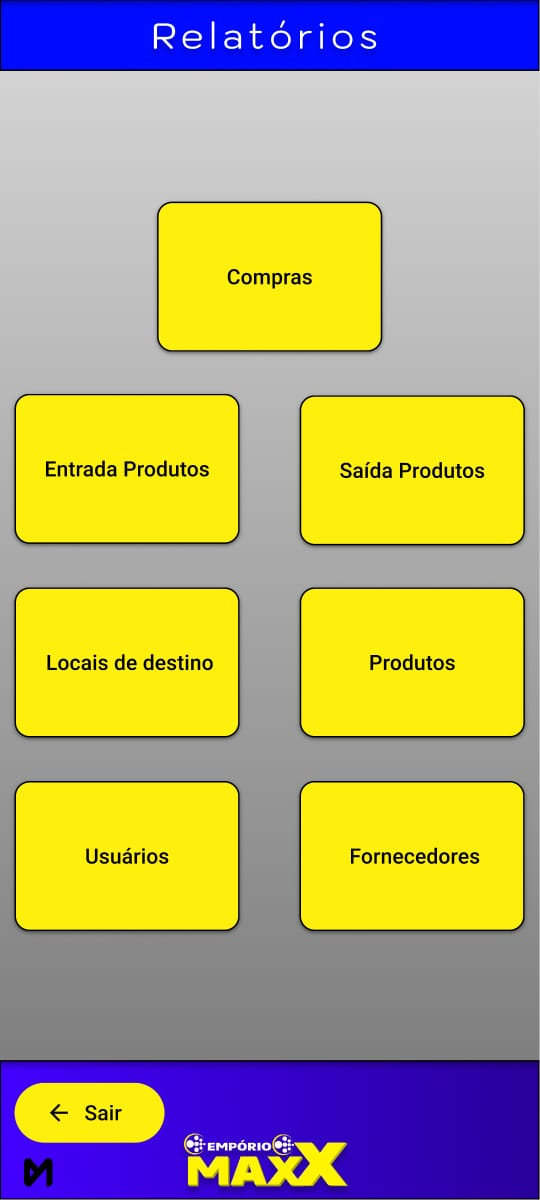 Relatórios
Compras
Entrada Produtos
Saída Produtos
Locais de destino
Produtos
Usuários
Fornecedores
Sair
EMPÓRIO
MAXX